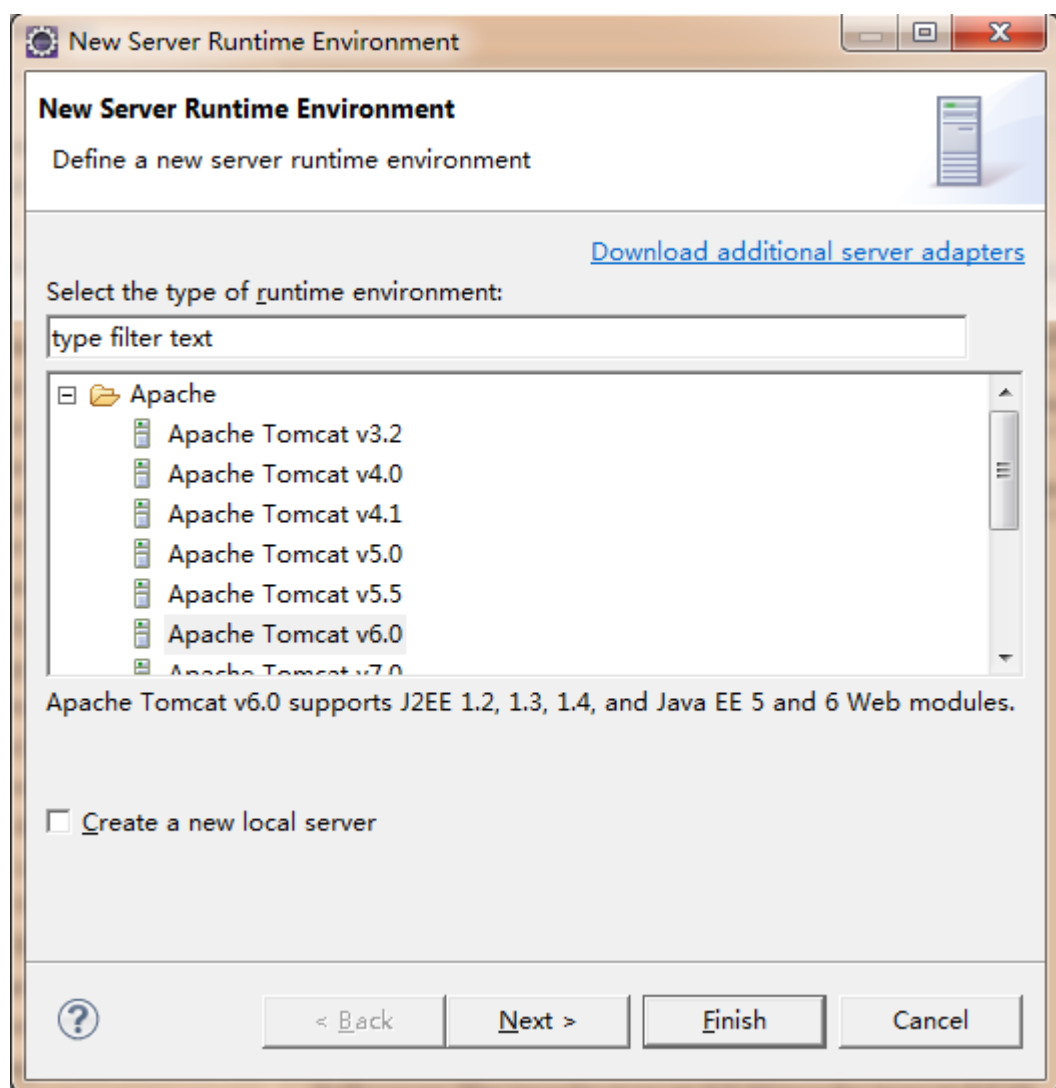 New Server Runtime Environment
New Server Runtime Environment
Define a new server runtime environment
Download additional server adapters
Select the type of runtime environment:
type filter text
Apache
Apache Tomcat v3.2
Apache Tomcat v4.0
Apache Tomcat v4.1
Apache Tomcat v5.0
Apache Tomcat v5.5
Apache Tomcat v6.0
Apache Tomcat v7.0
Apache Tomcat v6.0 supports J2EE 1.2, 1.3, 1.4, and Java EE 5 and 6 Web modules.
Create a new local server
< Back Next > Finish Cancel